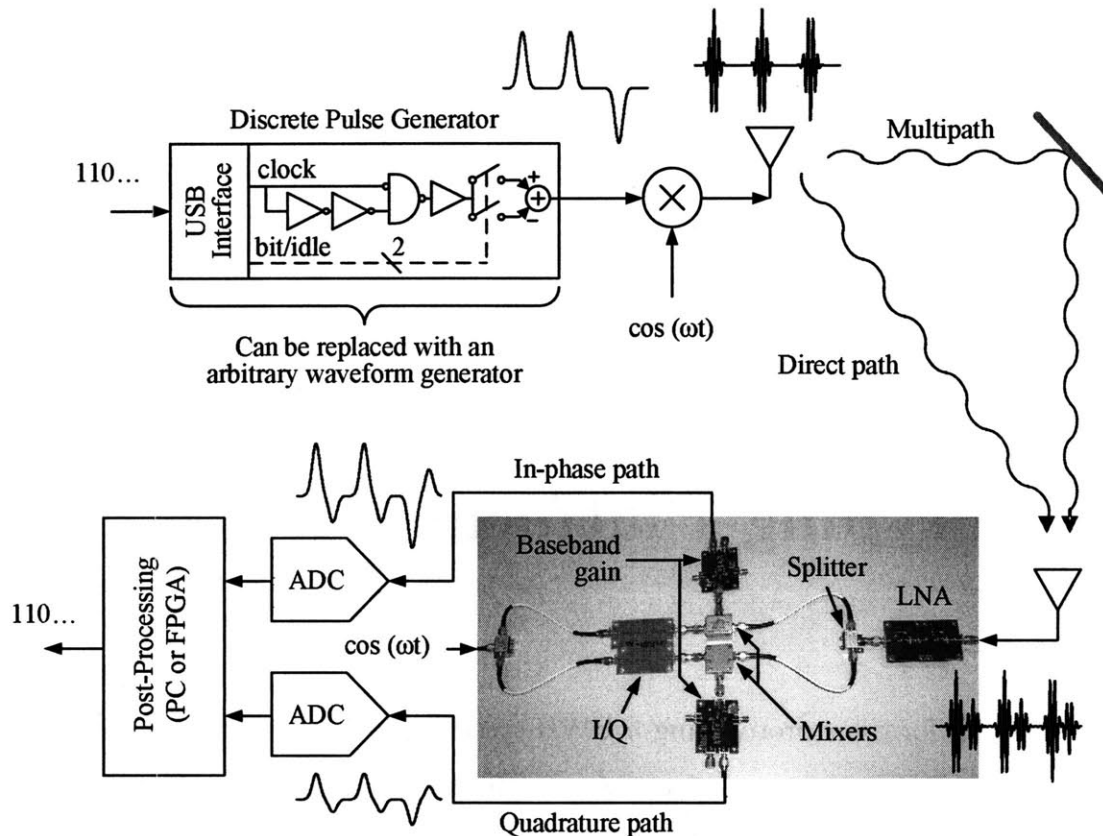 Discrete Pulse Generator
110...
USB
Interface
clock
bit/idle
2
+
+
−
Can be replaced with an
arbitrary waveform generator
cos (ωt)
Multipath
Direct path
In-phase path
Baseband
gain
Splitter
LNA
ADC
110...
Post-Processing
(PC or FPGA)
cos (ωt)
ADC
I/Q
Mixers
Quadrature path